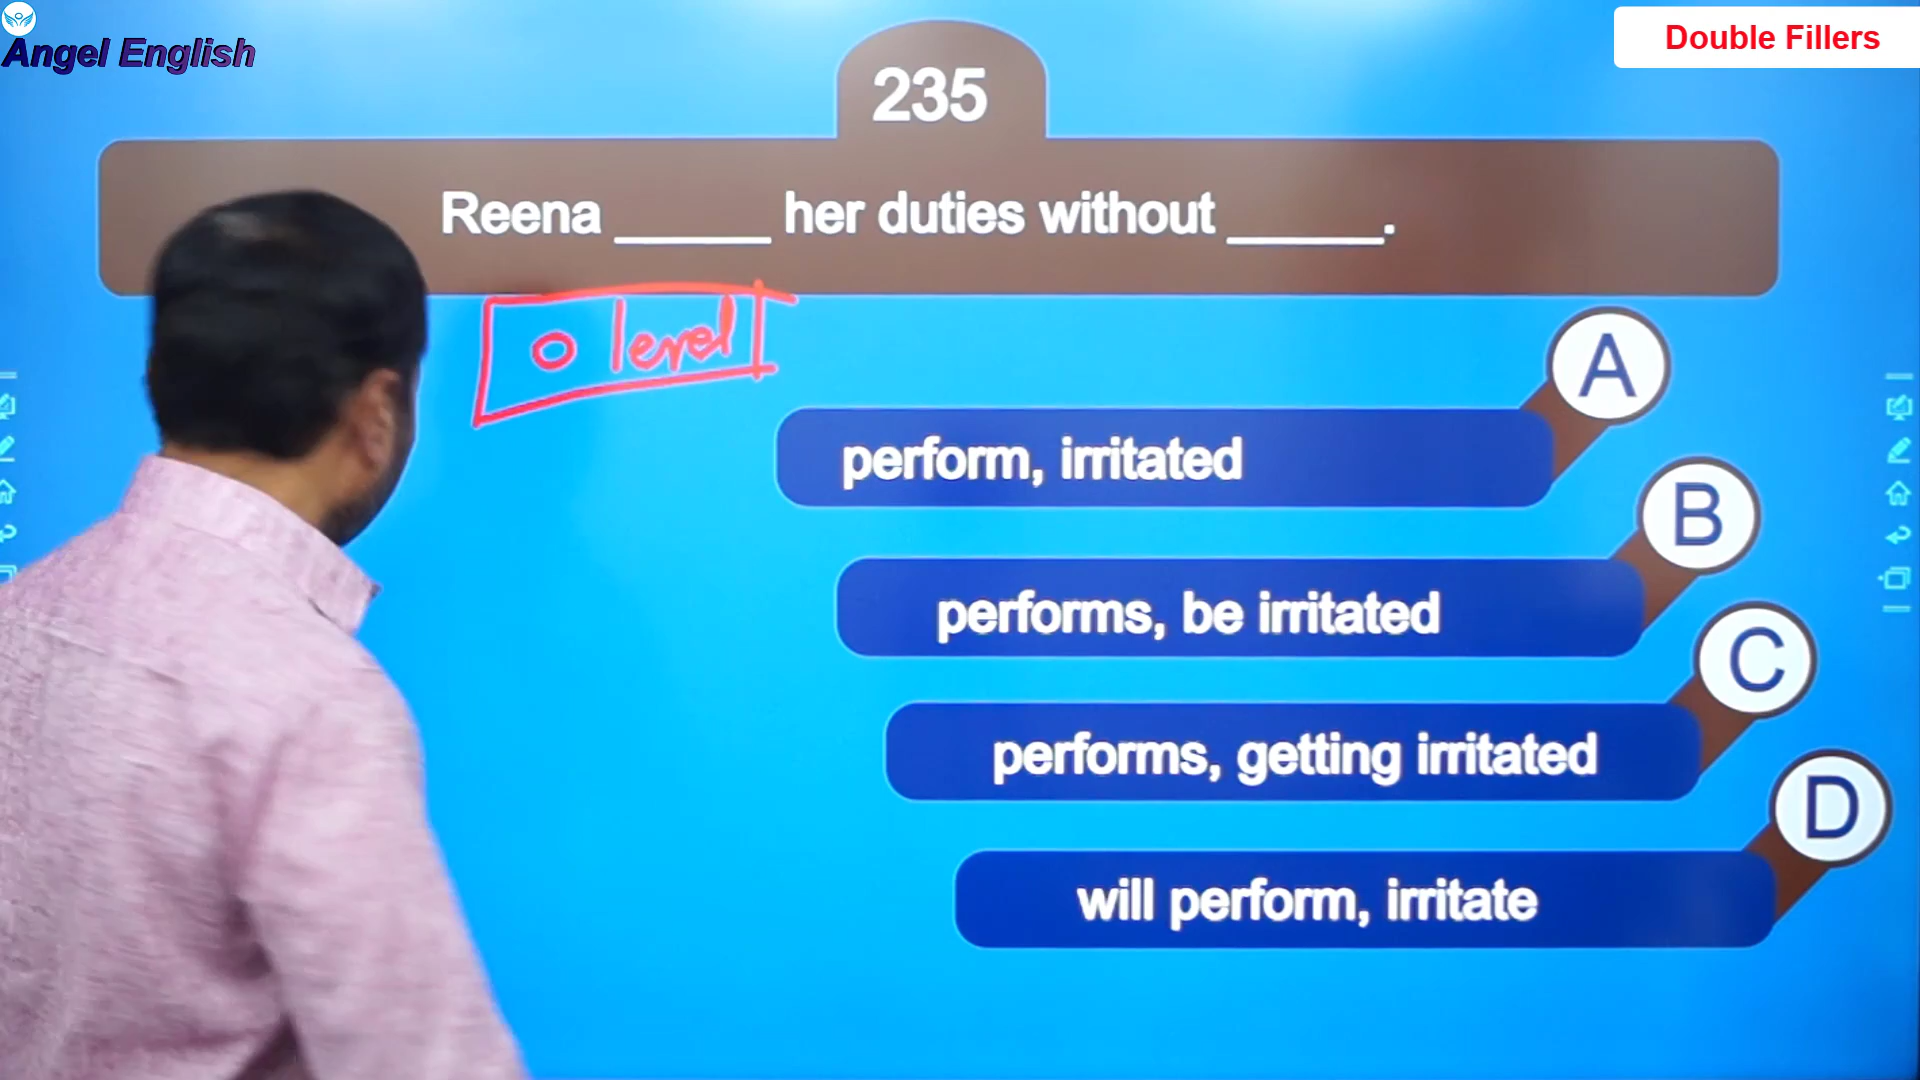 Angel English
Double Fillers
235
Reena _____ her duties without _____.
0 level
A
perform, irritated
B
performs, be irritated
C
performs, getting irritated
D
will perform, irritate